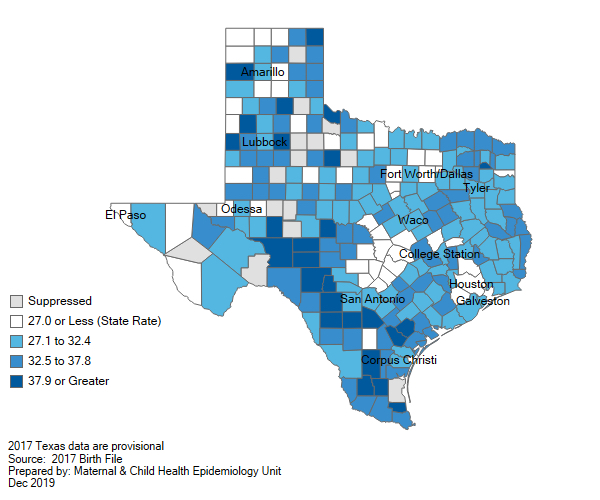 Amarillo
Lubbock
Fort Worth/Dallas
Tyler
El Paso
Odessa
Waco
College Station
Houston
San Antonio
Galveston
Corpus Christi
Suppressed
27.0 or Less (State Rate)
27.1 to 32.4
32.5 to 37.8
37.9 or Greater
2017 Texas data are provisional
Source:  2017 Birth File
Prepared by: Maternal & Child Health Epidemiology Unit
Dec 2019